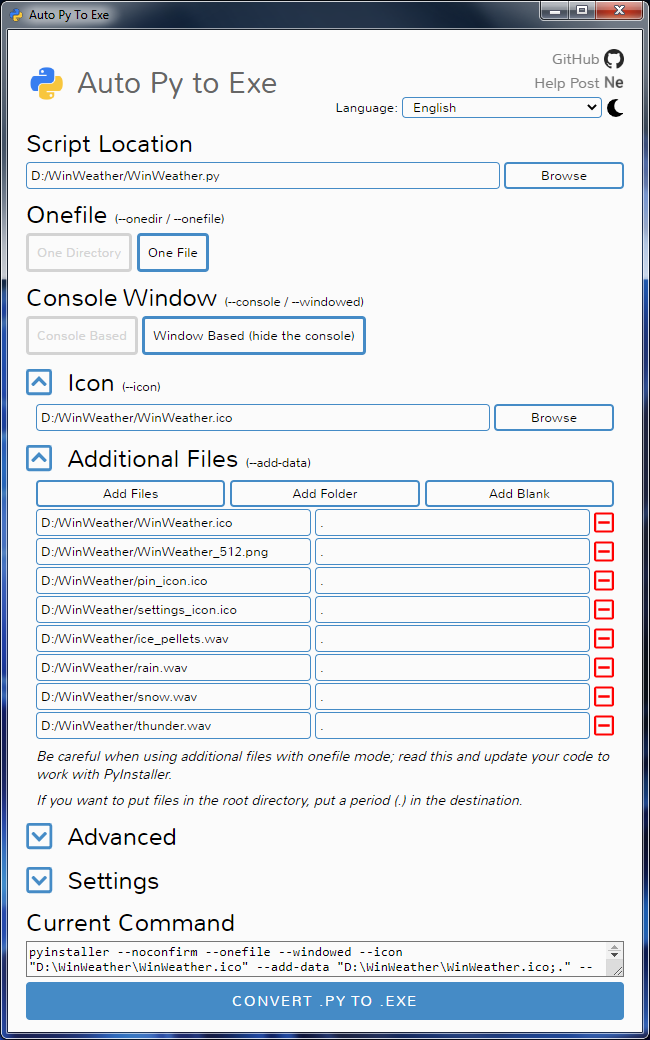 Auto Py To Exe
GitHub
Auto Py to Exe
Help Post Ne
Language: English
Script Location
D:/WinWeather/WinWeather.py Browse
Onefile (--onedir / --onefile)
One Directory One File
Console Window (--console / --windowed)
Console Based Window Based (hide the console)
Icon (--icon)
D:/WinWeather/WinWeather.ico Browse
Additional Files (--add-data)
Add Files Add Folder Add Blank
D:/WinWeather/WinWeather.ico .
D:/WinWeather/WinWeather_512.png .
D:/WinWeather/pin_icon.ico .
D:/WinWeather/settings_icon.ico .
D:/WinWeather/ice_pellets.wav .
D:/WinWeather/rain.wav .
D:/WinWeather/snow.wav .
D:/WinWeather/thunder.wav .
Be careful when using additional files with onefile mode; read this and update your code to
work with PyInstaller.
If you want to put files in the root directory, put a period (.) in the destination.
Advanced
Settings
Current Command
pyinstaller --noconfirm --onefile --windowed --icon
"D:\WinWeather\WinWeather.ico" --add-data "D:\WinWeather\WinWeather.ico;." --
CONVERT .PY TO .EXE